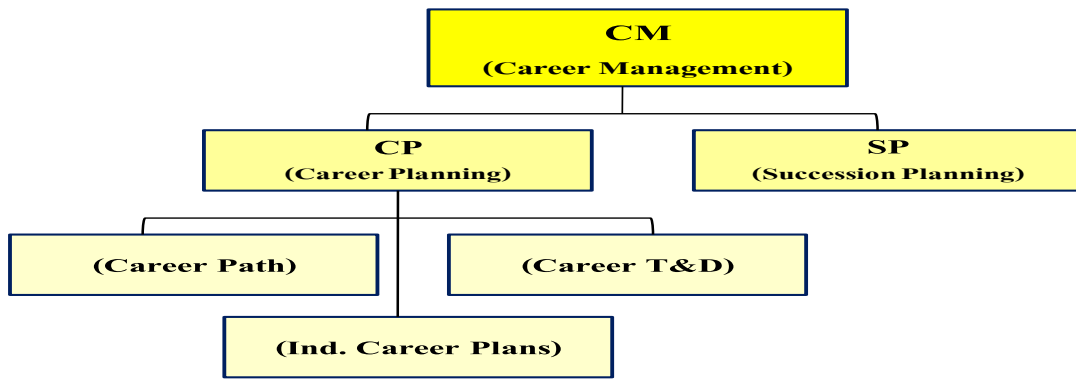 CM
(Career Management)
CP
(Career Planning)
SP
(Succession Planning)
(Career Path)
(Career T&D)
(Ind. Career Plans)